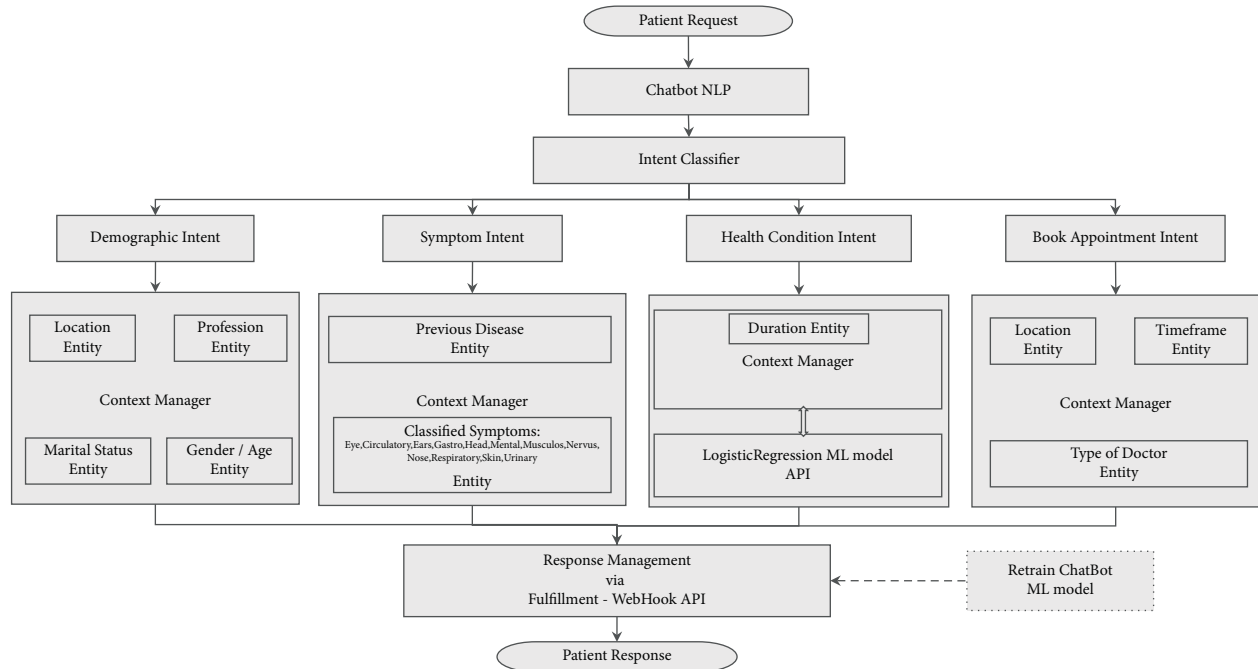 Patient Request
Chatbot NLP
Intent Classifier
Demographic Intent
Symptom Intent
Health Condition Intent
Book Appointment Intent
Location
Entity
Profession
Entity
Context Manager
Marital Status
Entity
Gender / Age
Entity
Previous Disease
Entity
Context Manager
Classified Symptoms:
Eye,Circulatory,Ears,Gastro,Head,Mental,Musculos,Nervus,
Nose,Respiratory,Skin,Urinary
Entity
Duration Entity
Context Manager
LogisticRegression ML model
API
Location
Entity
Timeframe
Entity
Context Manager
Type of Doctor
Entity
Response Management
via
Fulfillment - WebHook API
Retrain ChatBot
ML model
Patient Response